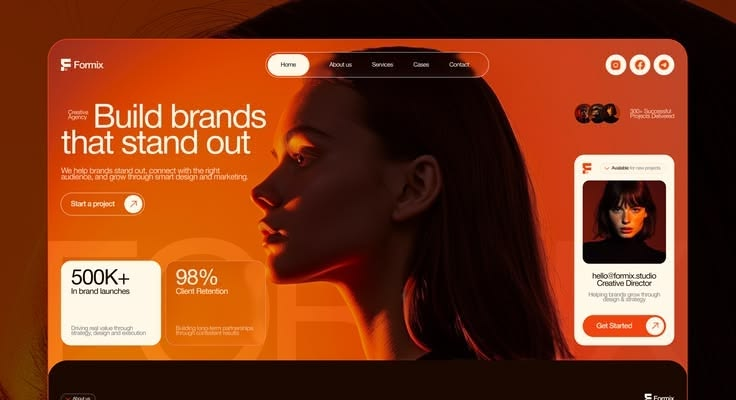 Formix
Home
About us
Services
Cases
Contact
Creative
Agency
Build brands
that stand out
300+ Successful
Projects Delivered
We help brands stand out, connect with the right
audience, and grow through smart design and marketing.
Start a project
Available for new projects
500K+
In brand launches
Driving real value through
strategy, design and execution
98%
Client Retention
Building long-term partnerships
through consistent results
hello@formix.studio
Creative Director
Helping brands grow through
design & strategy
Get Started
About us
Formix